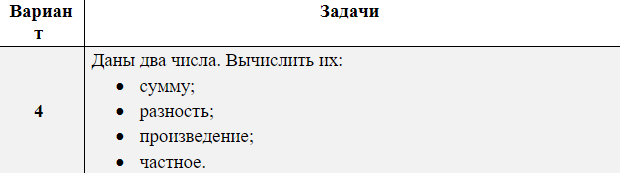 Вариан
т
Задачи
4
Даны два числа. Вычислить их:
• сумму;
• разность;
• произведение;
• частное.